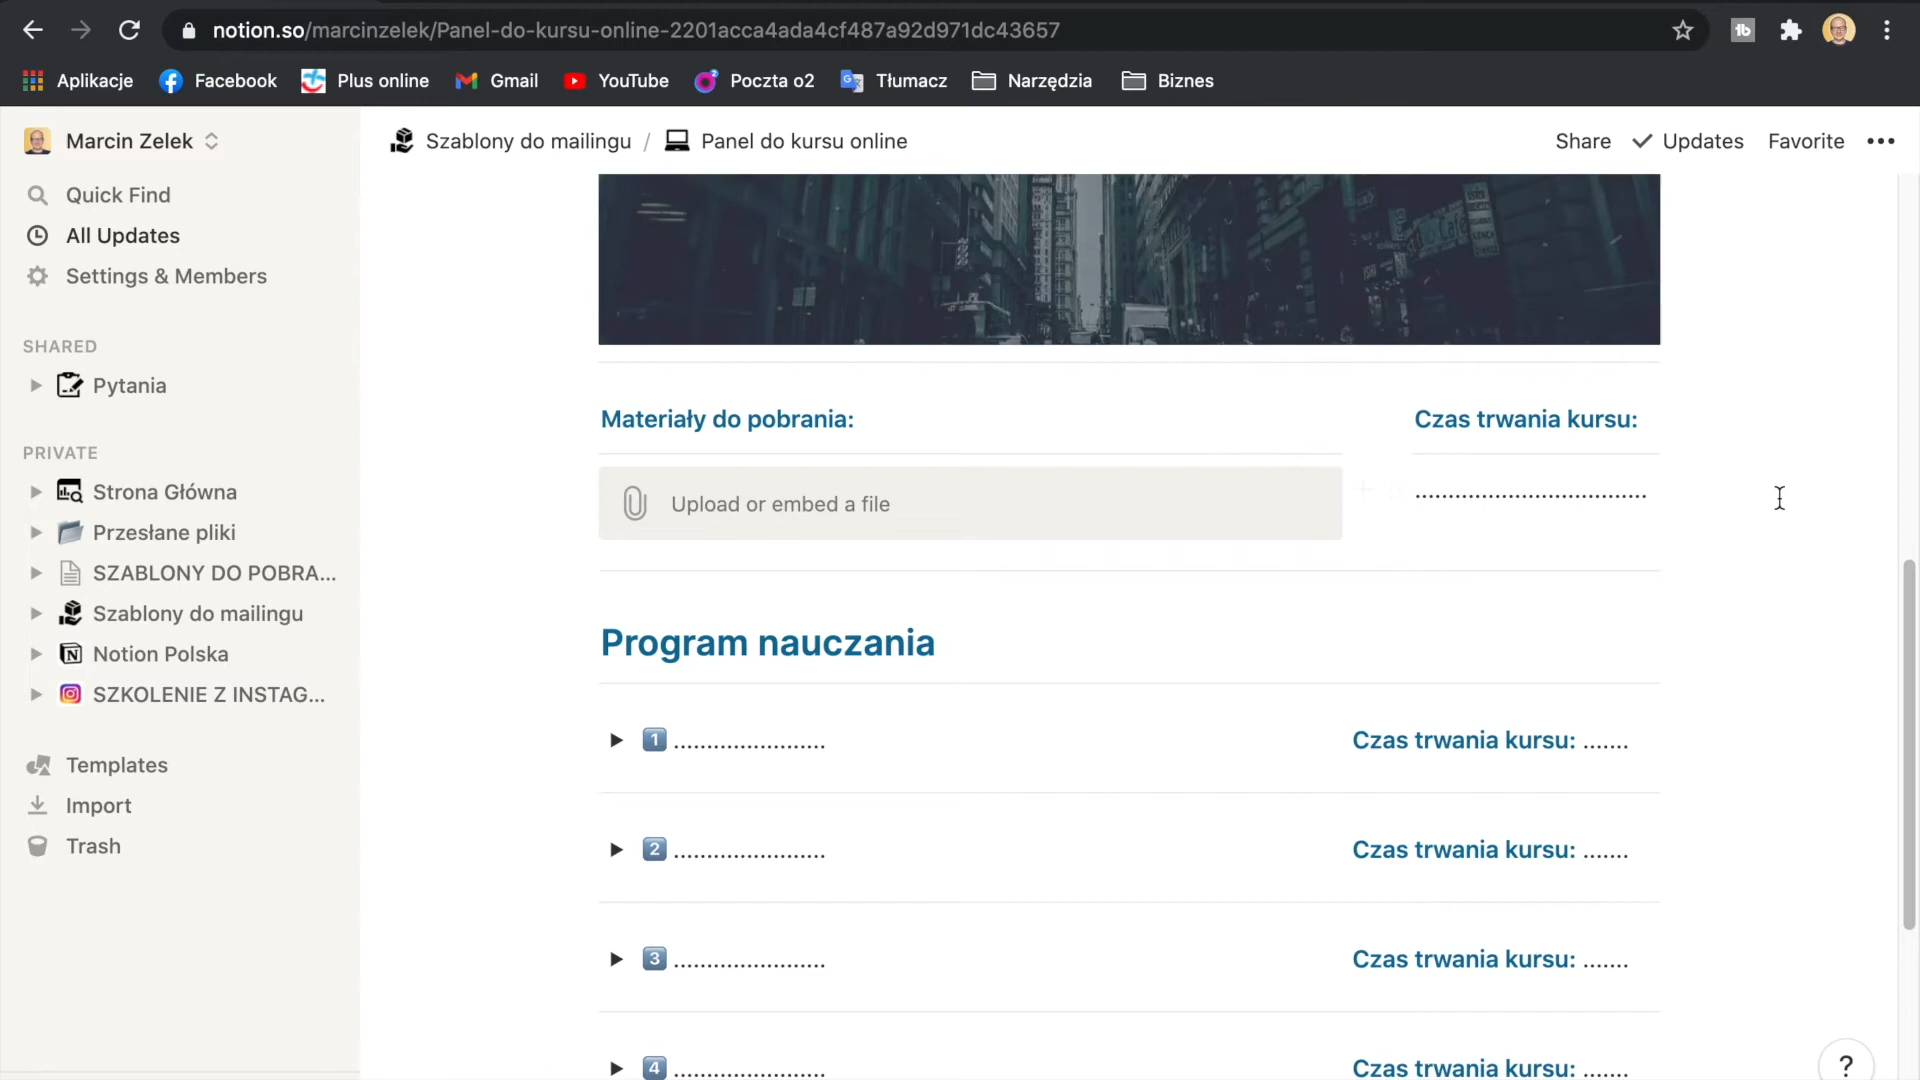 notion.so/marcinzelek/Panel-do-kursu-online-2201acca4ada4cf487a92d971dc43657
Aplikacje Facebook Plus online Gmail YouTube Poczta o2 Tłumacz Narzędzia Biznes
Marcin Zelek
Szablony do mailingu / Panel do kursu online
Share Updates Favorite •••
Quick Find
All Updates
Settings & Members
SHARED
Pytania
PRIVATE
Strona Główna
Przesłane pliki
SZABLONY DO POBRA...
Szablony do mailingu
Notion Polska
SZKOLENIE Z INSTAG...
Templates
Import
Trash
Materiały do pobrania:
Upload or embed a file
Czas trwania kursu:
...................................
Program nauczania
1 .......................
Czas trwania kursu: .......
2 .......................
Czas trwania kursu: .......
3 .......................
Czas trwania kursu: .......
4 .......................
Czas trwania kursu: .......
?